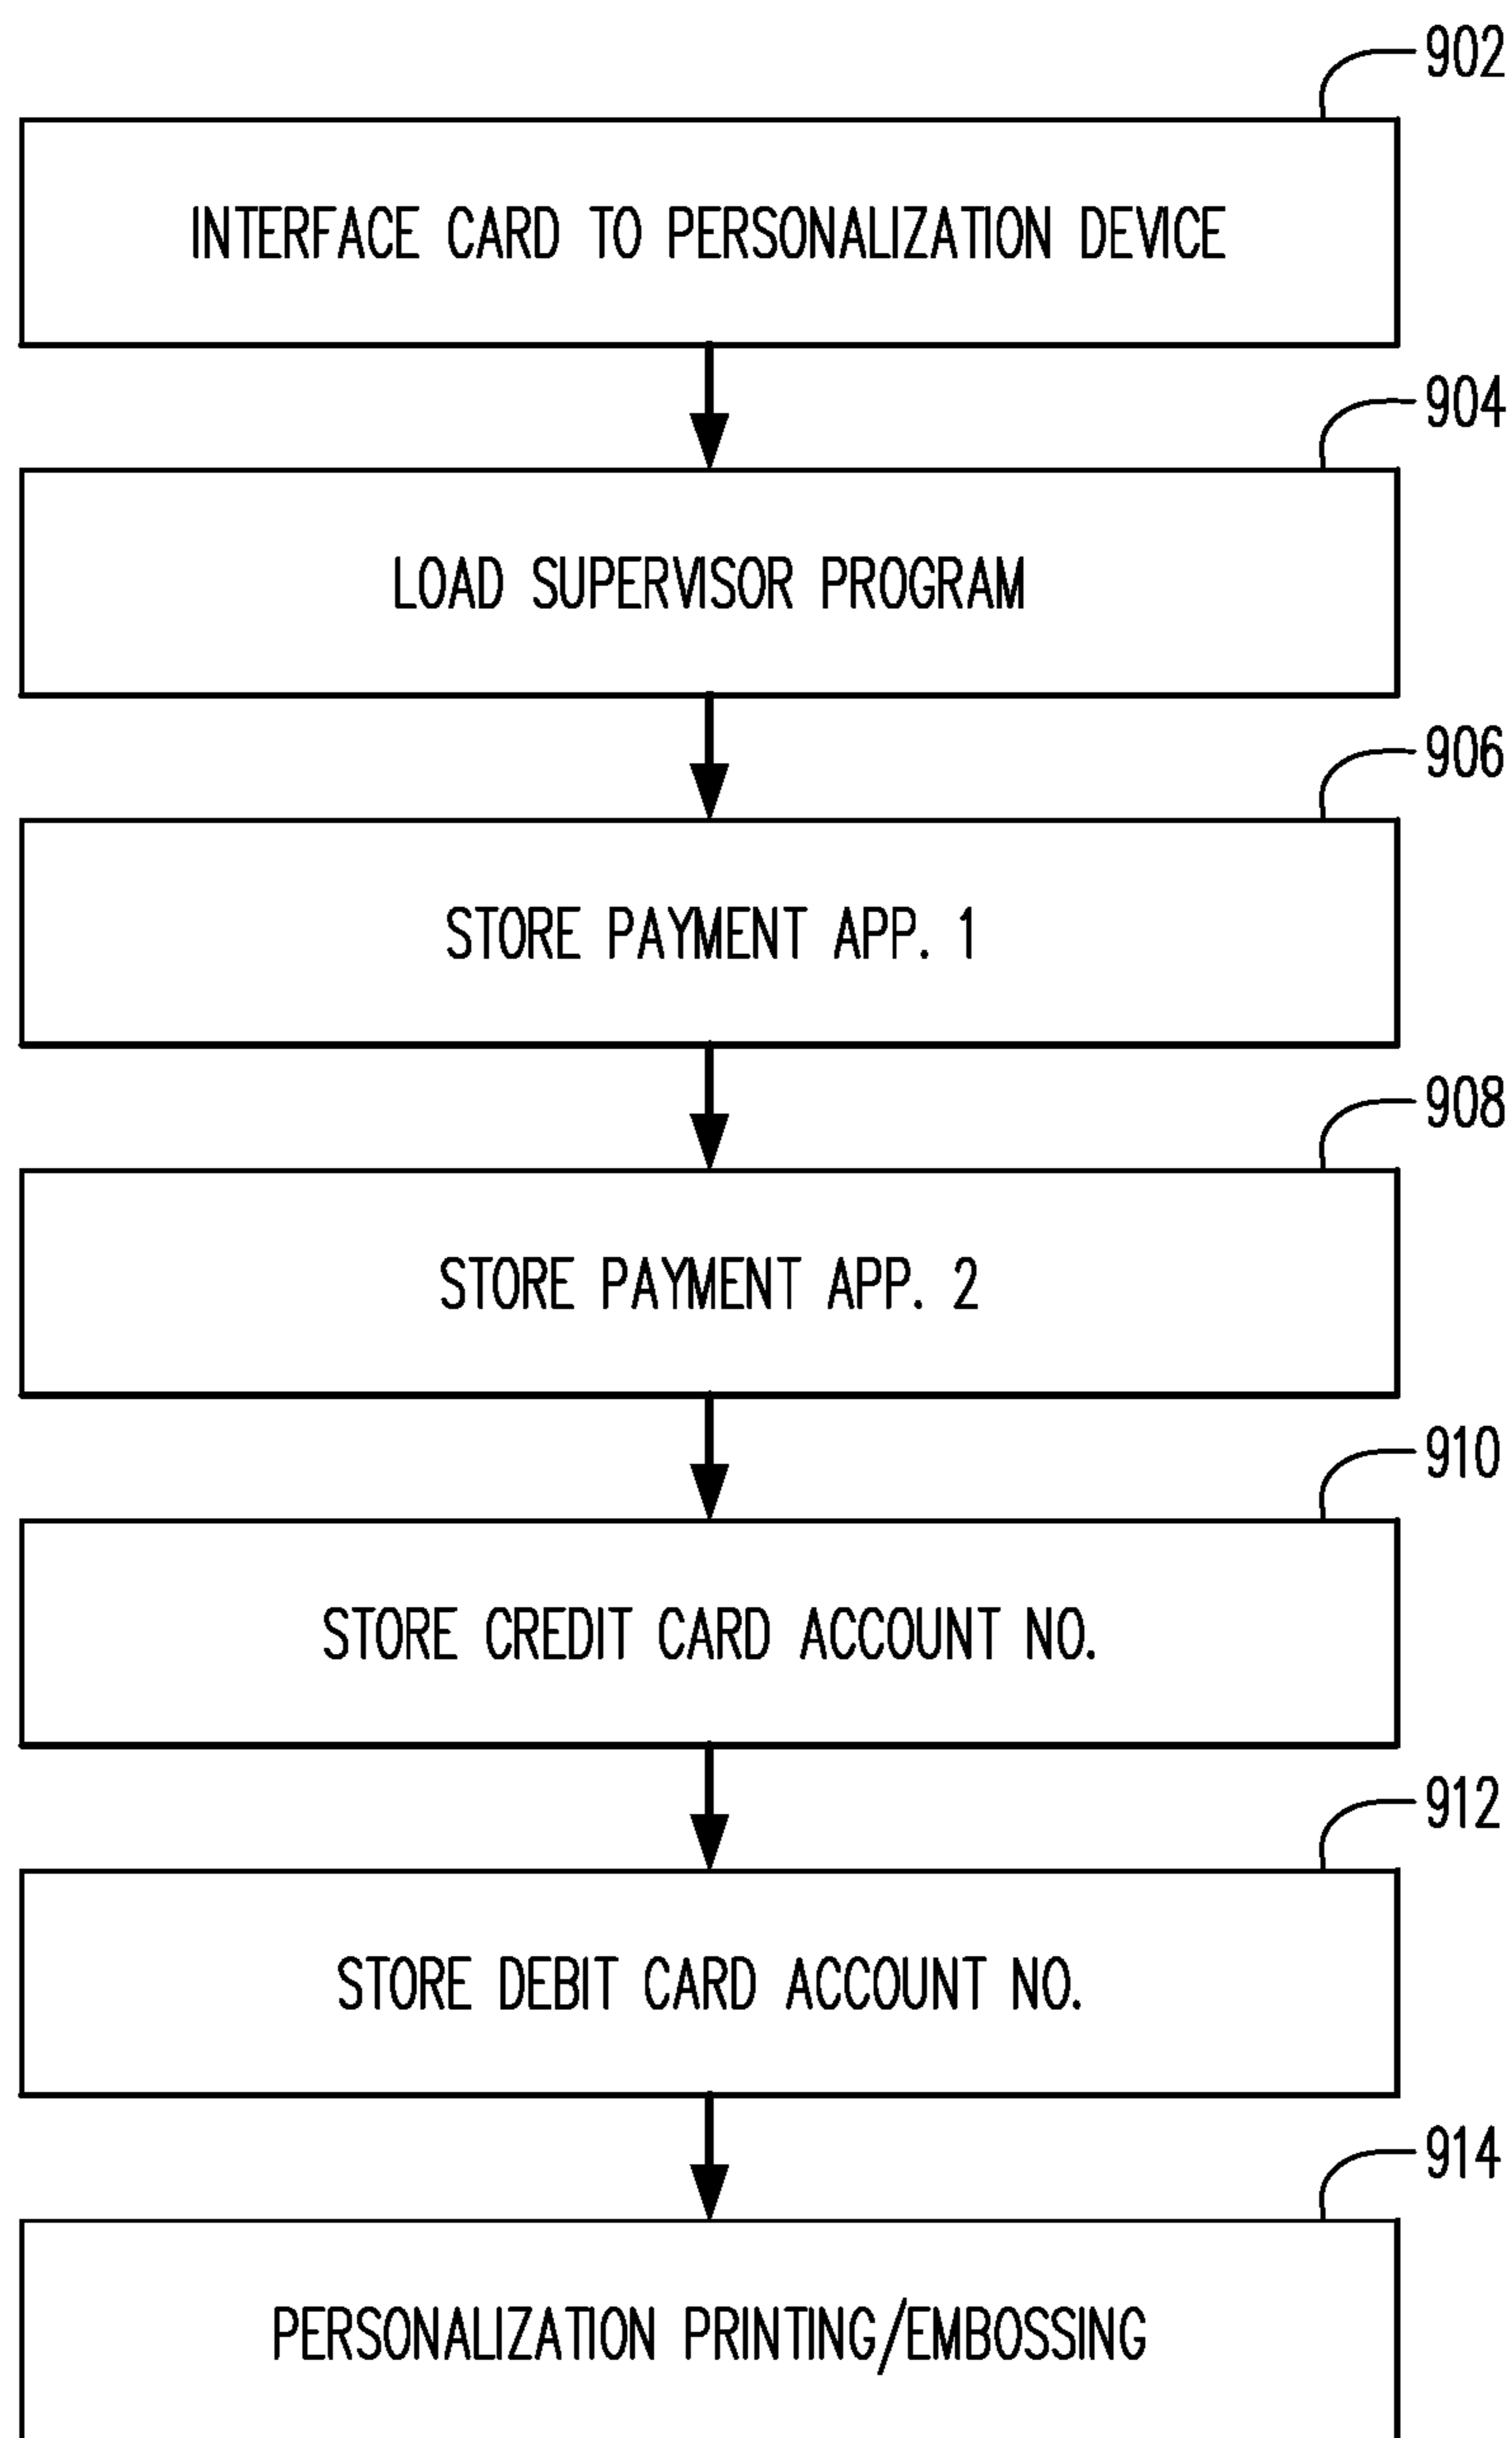 902
INTERFACE CARD TO PERSONALIZATION DEVICE
904
LOAD SUPERVISOR PROGRAM
906
STORE PAYMENT APP. 1
908
STORE PAYMENT APP. 2
910
STORE CREDIT CARD ACCOUNT NO.
912
STORE DEBIT CARD ACCOUNT NO.
914
PERSONALIZATION PRINTING/EMBOSSING